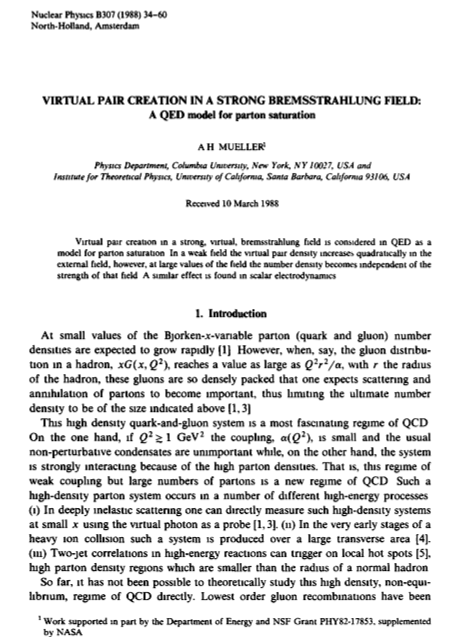 Nuclear Physics B307 (1988) 34–60
North-Holland, Amsterdam
VIRTUAL PAIR CREATION IN A STRONG BREMSSTRAHLUNG FIELD:
A QED model for parton saturation
A H MUELLER¹
Physics Department, Columbia University, New York, NY 10027, USA and
Institute for Theoretical Physics, University of California, Santa Barbara, California 93106, USA
Received 10 March 1988
Virtual pair creation in a strong, virtual, bremsstrahlung field is considered in QED as a
model for parton saturation In a weak field the virtual pair density increases quadratically in the
external field, however, at large values of the field the number density becomes independent of the
strength of that field A similar effect is found in scalar electrodynamics
1. Introduction
At small values of the Bjorken-x-variable parton (quark and gluon) number
densities are expected to grow rapidly [1] However, when, say, the gluon distribu-
tion in a hadron, xG(x, Q²), reaches a value as large as Q²r²/α, with r the radius
of the hadron, these gluons are so densely packed that one expects scattering and
annihilation of partons to become important, thus limiting the ultimate number
density to be of the size indicated above [1, 3]
This high density quark-and-gluon system is a most fascinating regime of QCD
On the one hand, if Q² ≥ 1 GeV² the coupling, α(Q²), is small and the usual
non-perturbative condensates are unimportant while, on the other hand, the system
is strongly interacting because of the high parton densities. That is, this regime of
weak coupling but large numbers of partons is a new regime of QCD Such a
high-density parton system occurs in a number of different high-energy processes
(i) In deeply inelastic scattering one can directly measure such high-density systems
at small x using the virtual photon as a probe [1, 3]. (ii) In the very early stages of a
heavy ion collision such a system is produced over a large transverse area [4].
(iii) Two-jet correlations in high-energy reactions can trigger on local hot spots [5],
high parton density regions which are smaller than the radius of a normal hadron
So far, it has not been possible to theoretically study this high density, non-equi-
librium, regime of QCD directly. Lowest order gluon recombinations have been
¹ Work supported in part by the Department of Energy and NSF Grant PHY82-17853, supplemented
by NASA